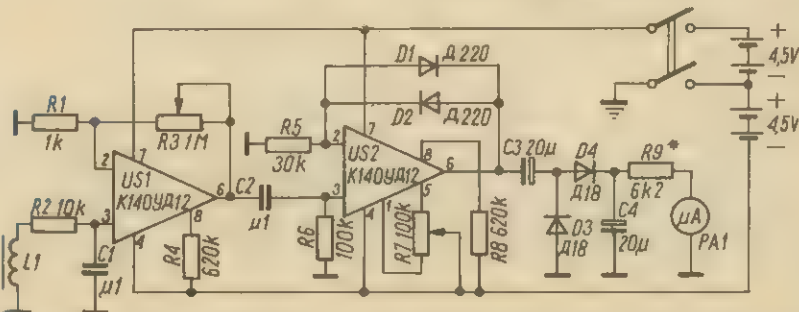 R1
1k
R3 1M
2
7
US1
К140УД12
6
3
4
8
R2 10k
L1
C1
µ1
R4
620k
C2
µ1
R5
30k
D1 Д 220
D2 Д 220
2
7
US2
К140УД12
8
6
5
3
4
1
R6
100k
R7 100k
R8 620k
C3 20µ
D4
Д18
D3
Д18
C4
20µ
R9*
6k2
µA
PA1
+
4,5V
−
+
4,5V
−